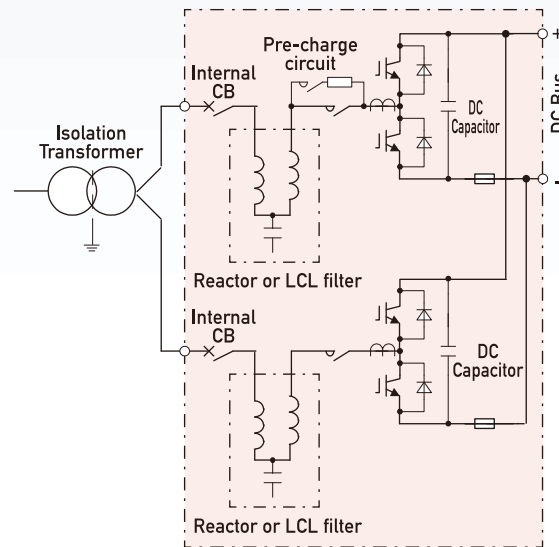 Pre-charge
circuit
Internal
CB
+
Isolation
Transformer
DC
Capacitor
DC Bus
-
Reactor or LCL filter
Internal
CB
DC
Capacitor
Reactor or LCL filter